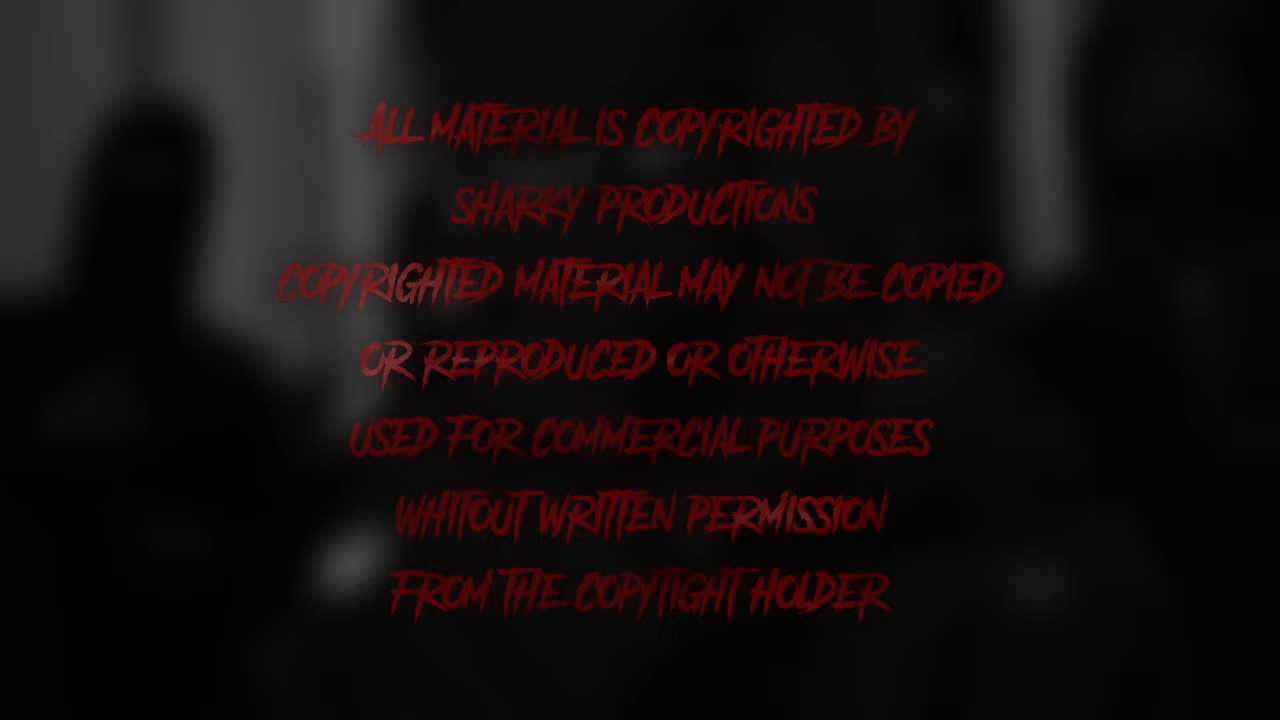 ALL MATERIAL IS COPYRIGHTED BY
SHARKY PRODUCTIONS
COPYRIGHTED MATERIAL MAY NOT BE COPIED
OR REPRODUCED OR OTHERWISE
USED FOR COMMERCIAL PURPOSES
WHITOUT WRITTEN PERMISSION
FROM THE COPYTIGHT HOLDER